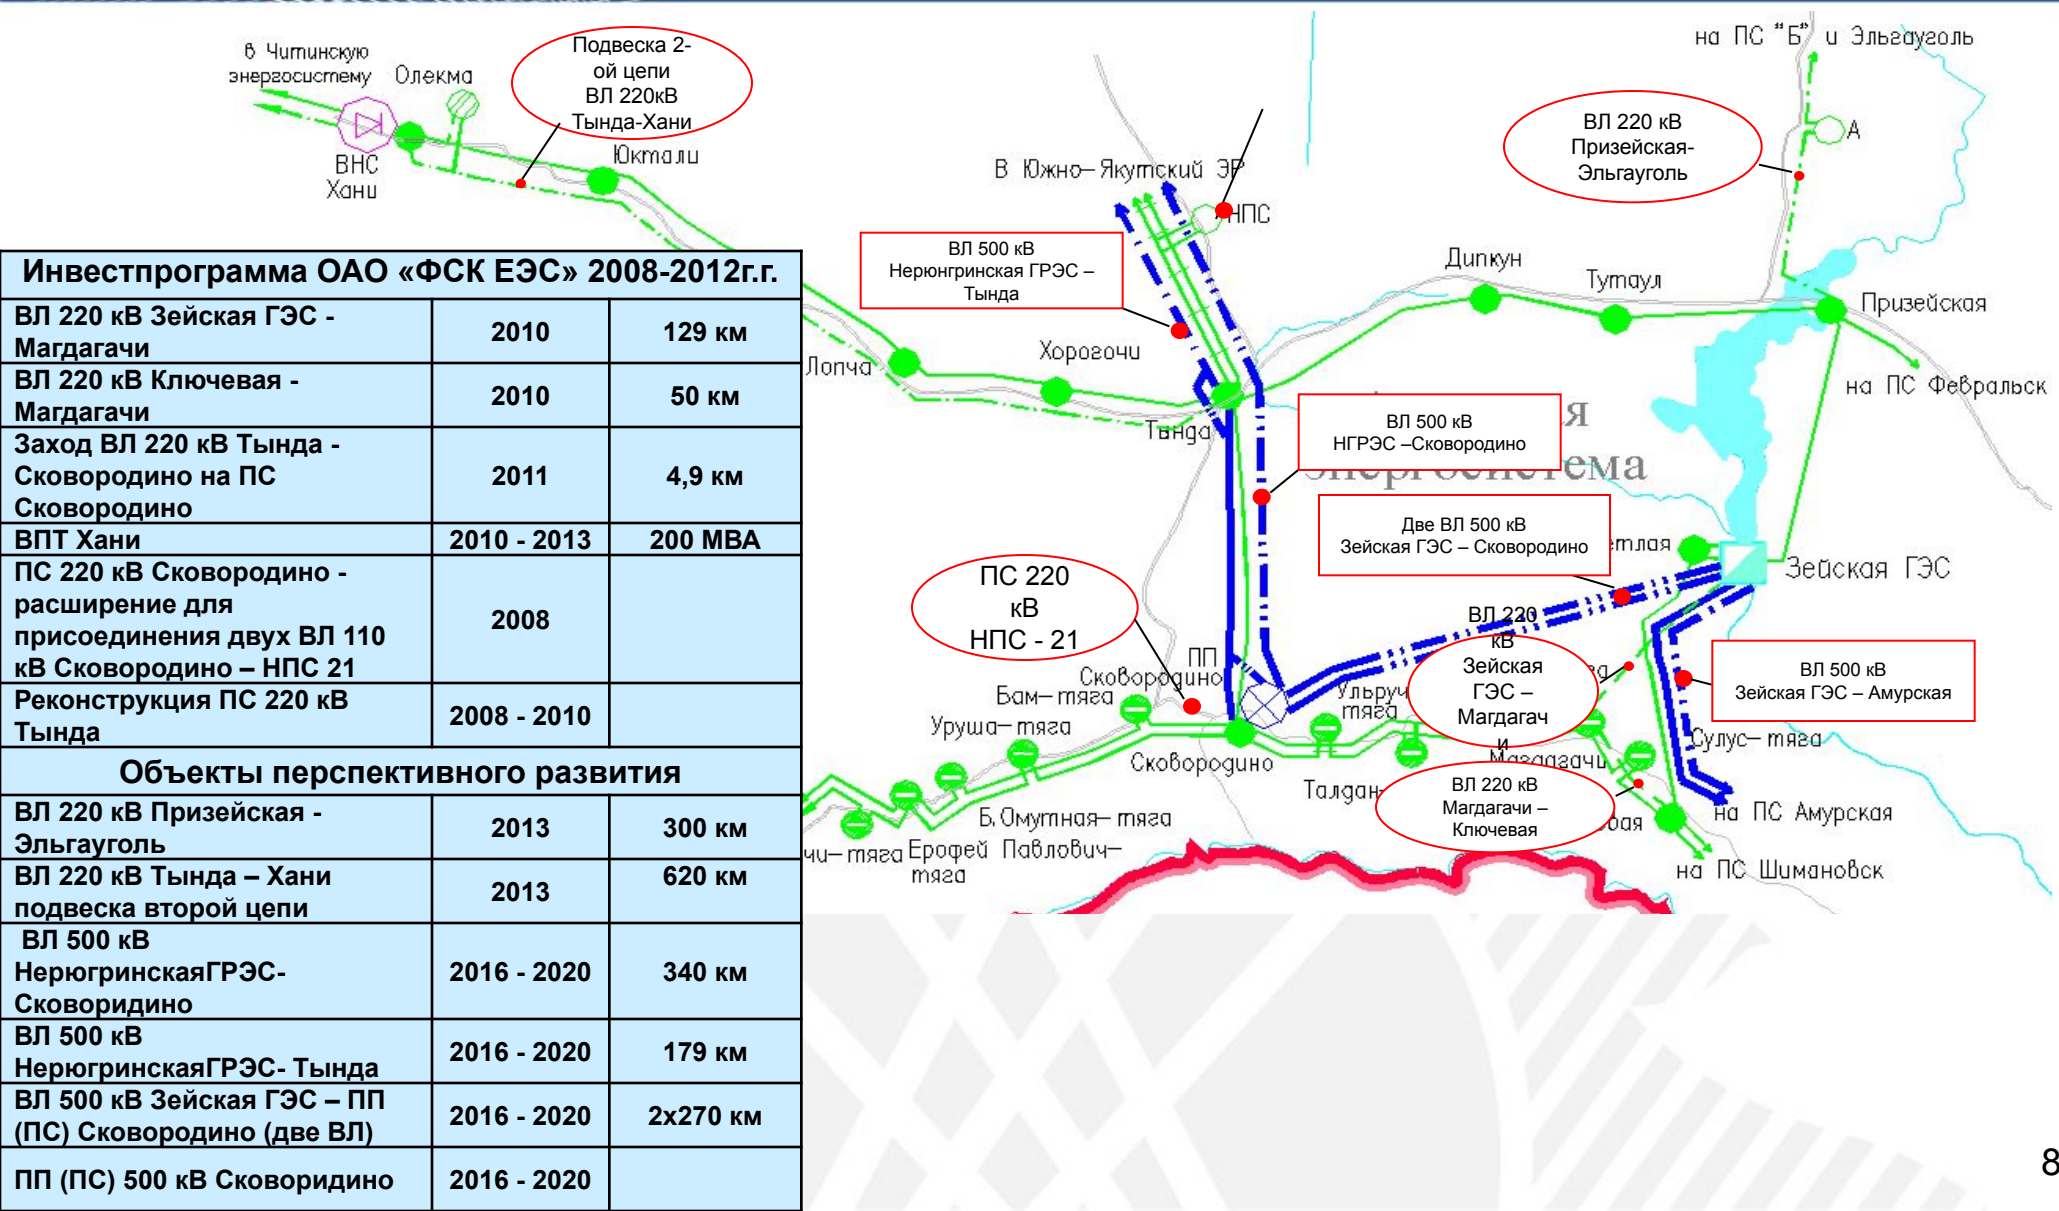 в Читинскую
энергосистему
Олекма
Подвеска 2-
ой цепи
ВЛ 220кВ
Тында-Хани
ВНС
Хани
Юктали
В Южно-Якутский ЭР
НПС
на ПС "Б" и Эльгауголь
ВЛ 220 кВ
Призейская-
Эльгауголь
А
ВЛ 500 кВ
Нерюнгринская ГРЭС –
Тында
Дипкун
Тутаул
Призейская
на ПС Февральск
Лопча
Хорогочи
Тында
ВЛ 500 кВ
НГРЭС –Сковородино
Две ВЛ 500 кВ
Зейская ГЭС – Сковородино
Зейская ГЭС
ПС 220
кВ
НПС - 21
ВЛ 220
кВ
Зейская
ГЭС –
Магдагач
и
ВЛ 500 кВ
Зейская ГЭС – Амурская
ПП
Сковородино
Бам-тяга
Уруша-тяга
Сковородино
тяга
Сулус-тяга
Магдагачи
ВЛ 220 кВ
Магдагачи –
Ключевая
на ПС Амурская
Б.Омутная-тяга
Ерофей Павлович-
тяга
на ПС Шимановск
Инвестпрограмма ОАО «ФСК ЕЭС» 2008-2012г.г.
ВЛ 220 кВ Зейская ГЭС -
Магдагачи
2010
129 км
ВЛ 220 кВ Ключевая -
Магдагачи
2010
50 км
Заход ВЛ 220 кВ Тында -
Сковородино на ПС
Сковородино
2011
4,9 км
ВПТ Хани
2010 - 2013
200 МВА
ПС 220 кВ Сковородино -
расширение для
присоединения двух ВЛ 110
кВ Сковородино – НПС 21
2008
Реконструкция ПС 220 кВ
Тында
2008 - 2010
Объекты перспективного развития
ВЛ 220 кВ Призейская -
Эльгауголь
2013
300 км
ВЛ 220 кВ Тында – Хани
подвеска второй цепи
2013
620 км
ВЛ 500 кВ
НерюгринскаяГРЭС-
Сковоридино
2016 - 2020
340 км
ВЛ 500 кВ
НерюгринскаяГРЭС- Тында
2016 - 2020
179 км
ВЛ 500 кВ Зейская ГЭС – ПП
(ПС) Сковородино (две ВЛ)
2016 - 2020
2х270 км
ПП (ПС) 500 кВ Сковоридино
2016 - 2020
8